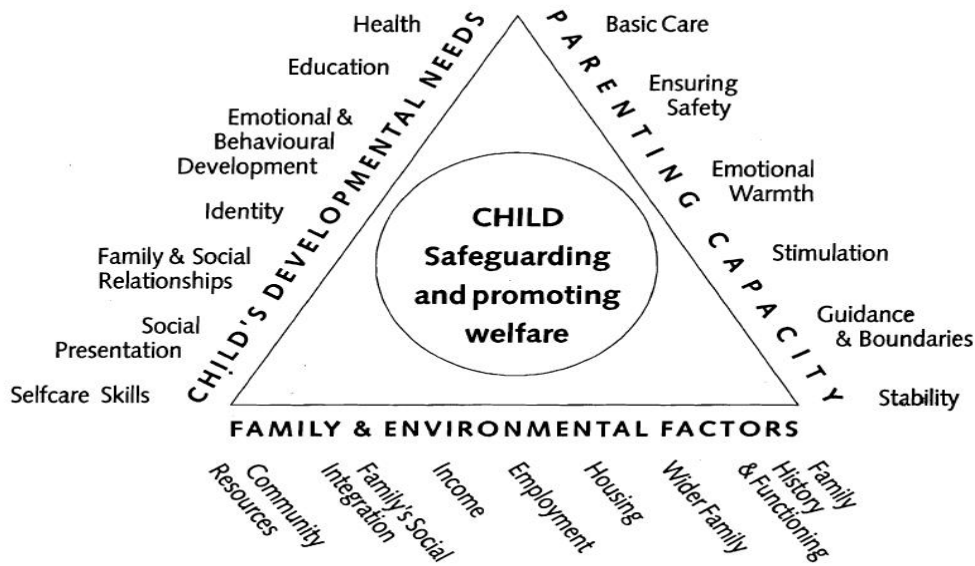 Health
Education
Emotional &
Behavioural
Development
Identity
Family & Social
Relationships
Social
Presentation
Selfcare Skills
CHILD'S DEVELOPMENTAL NEEDS
CHILD
Safeguarding
and promoting
welfare
PARENTING CAPACITY
Basic Care
Ensuring
Safety
Emotional
Warmth
Stimulation
Guidance
& Boundaries
Stability
FAMILY & ENVIRONMENTAL FACTORS
Community
Resources
Family's Social
Integration
Income
Employment
Housing
Wider Family
Family
History
& Functioning